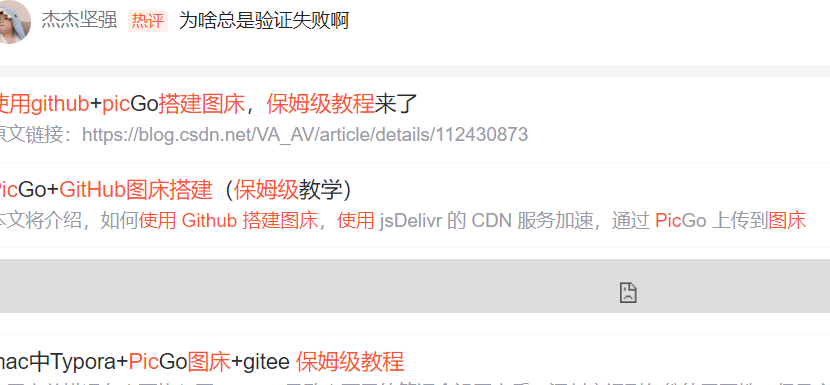 杰杰坚强 热评 为啥总是验证失败啊
使用github+picGo搭建图床，保姆级教程来了
原文链接：https://blog.csdn.net/VA_AV/article/details/112430873
PicGo+GitHub图床搭建（保姆级教学）
本文将介绍，如何使用 Github 搭建图床，使用 jsDelivr 的 CDN 服务加速，通过 PicGo 上传到图床
mac中Typora+PicGo图床+gitee 保姆级教程